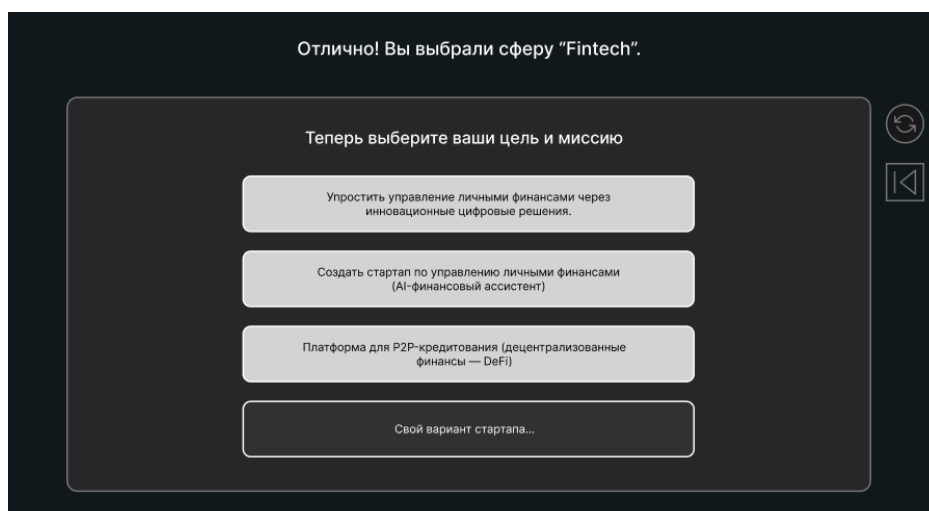 Отлично! Вы выбрали сферу “Fintech”.
Теперь выберите ваши цель и миссию
Упростить управление личными финансами через
инновационные цифровые решения.
Создать стартап по управлению личными финансами
(AI-финансовый ассистент)
Платформа для P2P-кредитования (децентрализованные
финансы — DeFi)
Свой вариант стартапа...